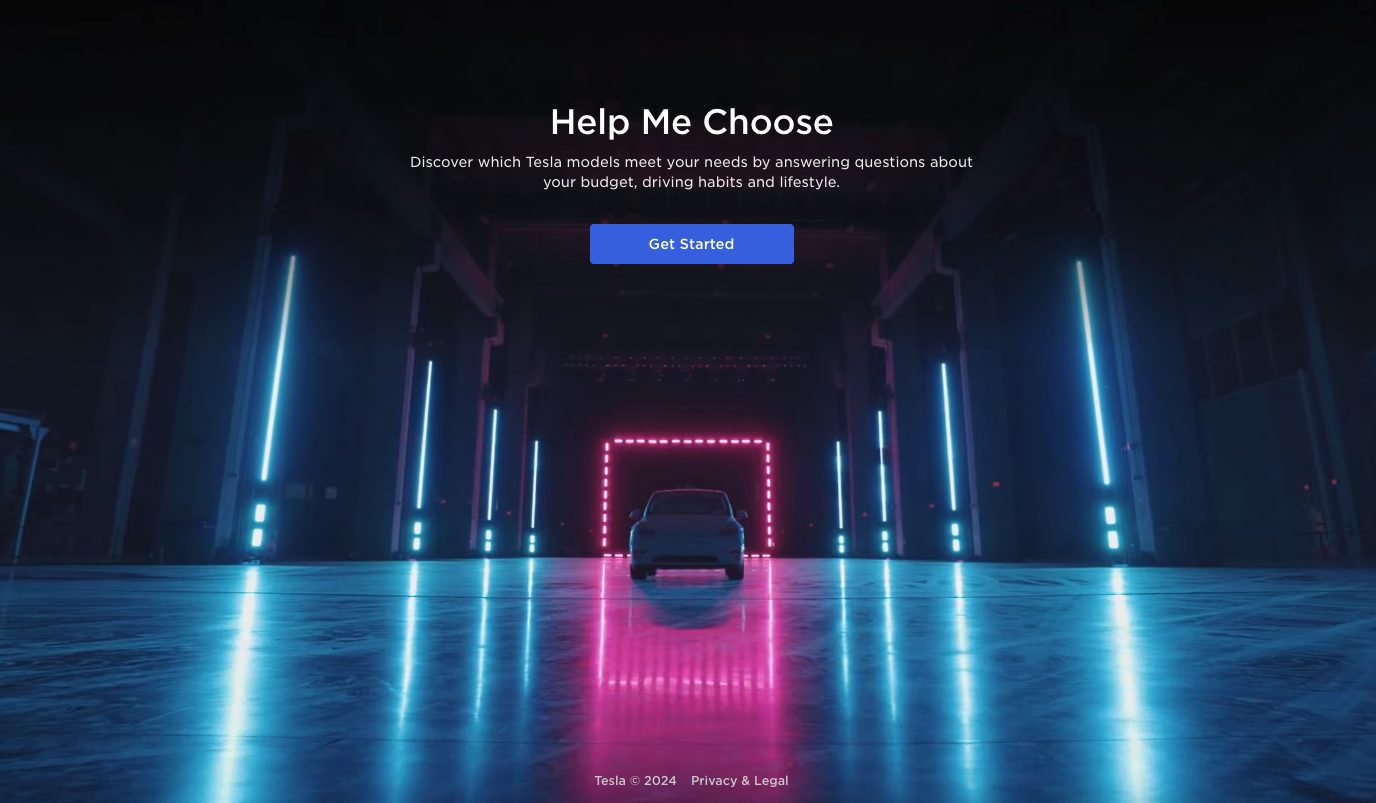 Help Me Choose
Discover which Tesla models meet your needs by answering questions about
your budget, driving habits and lifestyle.
Get Started
Tesla © 2024 Privacy & Legal